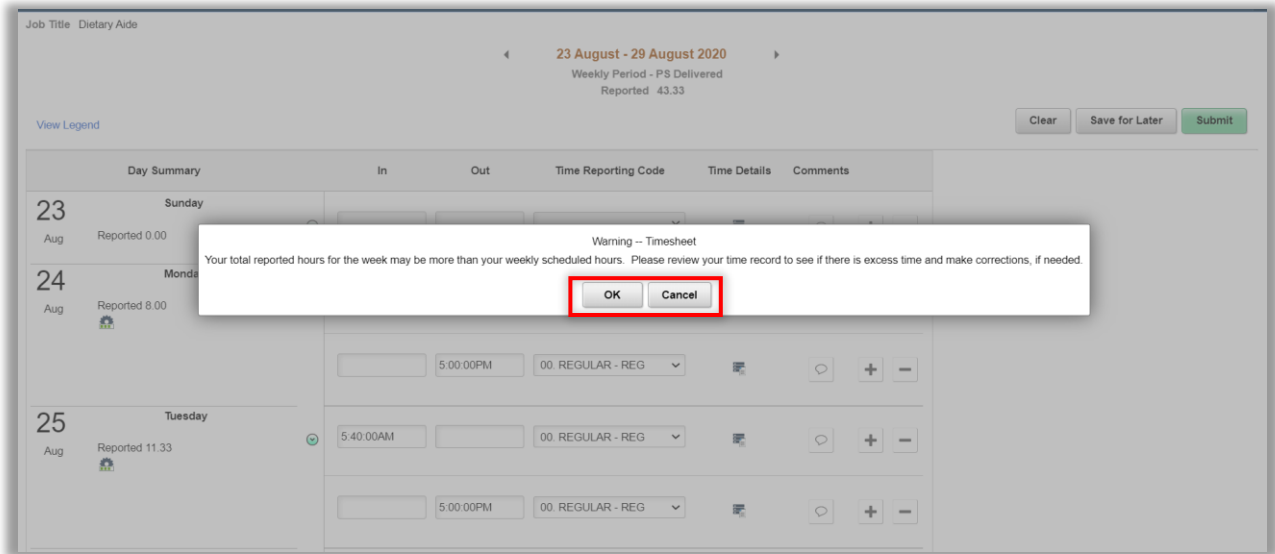 Job Title Dietary Aide
23 August - 29 August 2020
Weekly Period - PS Delivered
Reported 43.33
View Legend
Clear Save for Later Submit
Day Summary In Out Time Reporting Code Time Details Comments
23 Sunday
Aug Reported 0.00
Warning -- Timesheet
Your total reported hours for the week may be more than your weekly scheduled hours. Please review your time record to see if there is excess time and make corrections, if needed.
OK Cancel
24
Aug Reported 8.00
5:00:00PM 00. REGULAR - REG
25 Tuesday
Aug Reported 11.33
5:40:00AM 00. REGULAR - REG
5:00:00PM 00. REGULAR - REG